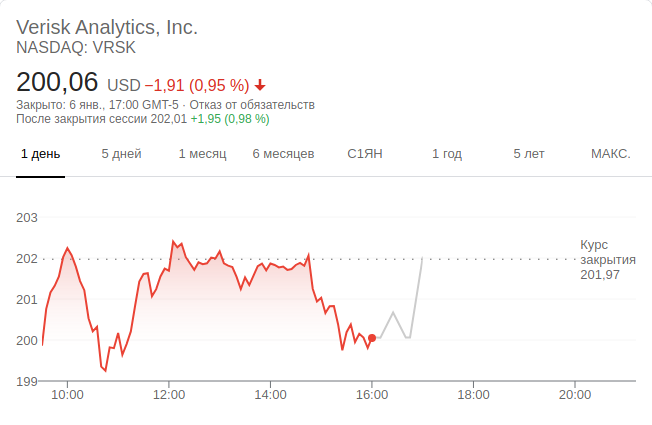 Verisk Analytics, Inc.
NASDAQ: VRSK
200,06 USD −1,91 (0,95 %)
Закрыто: 6 янв., 17:00 GMT-5 · Отказ от обязательств
После закрытия сессии 202,01 +1,95 (0,98 %)
1 день 5 дней 1 месяц 6 месяцев С1ЯН 1 год 5 лет МАКС.
203
202
201
200
199
Курс
закрытия
201,97
10:00 12:00 14:00 16:00 18:00 20:00